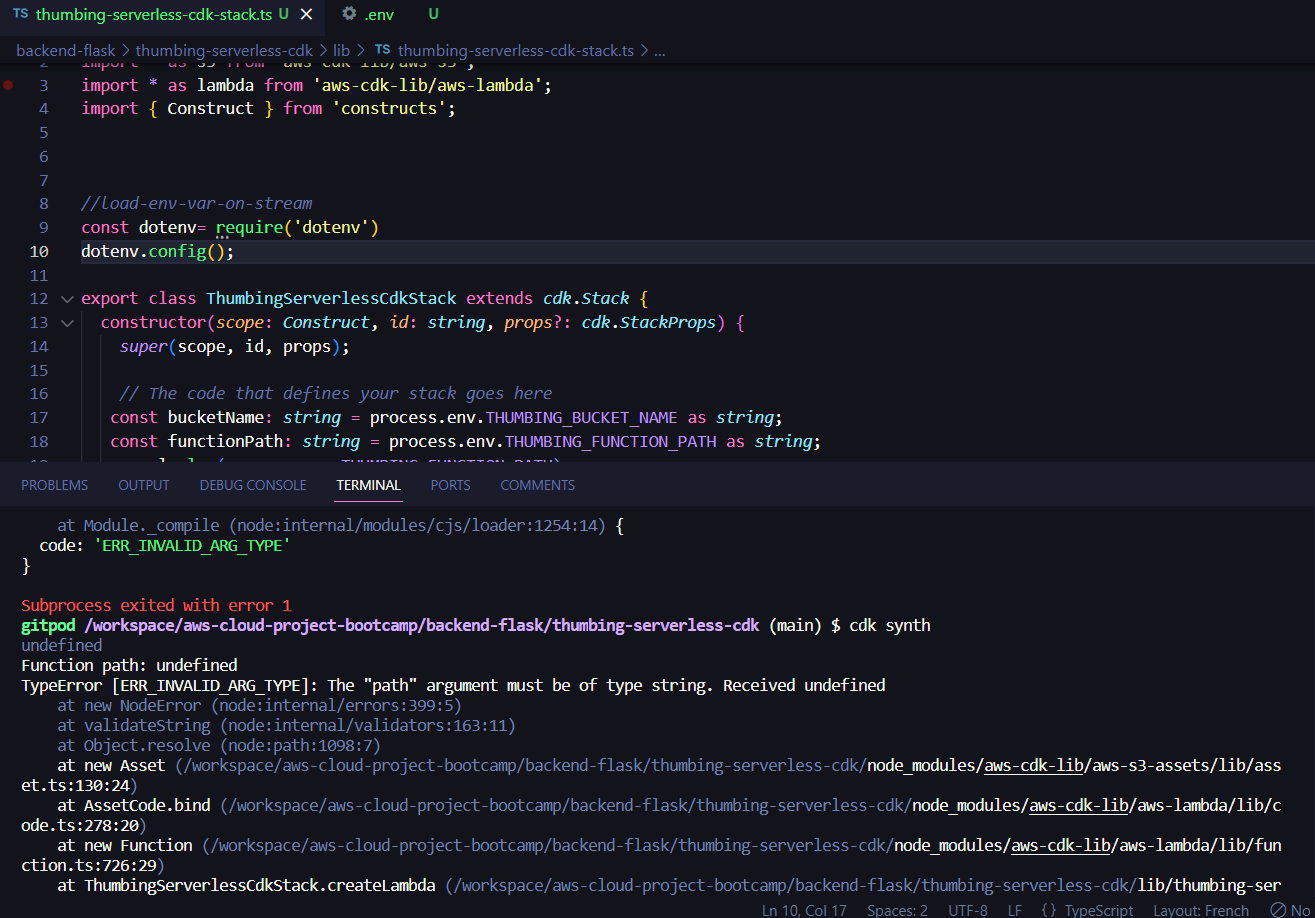 TS thumbing-serverless-cdk-stack.ts U × .env U
backend-flask > thumbing-serverless-cdk > lib > TS thumbing-serverless-cdk-stack.ts > ...
2 import * as s3 from 'aws-cdk-lib/aws-s3';
3 import * as lambda from 'aws-cdk-lib/aws-lambda';
4 import { Construct } from 'constructs';
5
6
7
8 //load-env-var-on-stream
9 const dotenv= require('dotenv')
10 dotenv.config();
11
12 export class ThumbingServerlessCdkStack extends cdk.Stack {
13 constructor(scope: Construct, id: string, props?: cdk.StackProps) {
14 super(scope, id, props);
15
16 // The code that defines your stack goes here
17 const bucketName: string = process.env.THUMBING_BUCKET_NAME as string;
18 const functionPath: string = process.env.THUMBING_FUNCTION_PATH as string;
PROBLEMS OUTPUT DEBUG CONSOLE TERMINAL PORTS COMMENTS
at Module._compile (node:internal/modules/cjs/loader:1254:14) {
code: 'ERR_INVALID_ARG_TYPE'
}
Subprocess exited with error 1
gitpod /workspace/aws-cloud-project-bootcamp/backend-flask/thumbing-serverless-cdk (main) $ cdk synth
undefined
Function path: undefined
TypeError [ERR_INVALID_ARG_TYPE]: The "path" argument must be of type string. Received undefined
at new NodeError (node:internal/errors:399:5)
at validateString (node:internal/validators:163:11)
at Object.resolve (node:path:1098:7)
at new Asset (/workspace/aws-cloud-project-bootcamp/backend-flask/thumbing-serverless-cdk/node_modules/aws-cdk-lib/aws-s3-assets/lib/ass
et.ts:130:24)
at AssetCode.bind (/workspace/aws-cloud-project-bootcamp/backend-flask/thumbing-serverless-cdk/node_modules/aws-cdk-lib/aws-lambda/lib/c
ode.ts:278:20)
at new Function (/workspace/aws-cloud-project-bootcamp/backend-flask/thumbing-serverless-cdk/node_modules/aws-cdk-lib/aws-lambda/lib/fun
ction.ts:726:29)
at ThumbingServerlessCdkStack.createLambda (/workspace/aws-cloud-project-bootcamp/backend-flask/thumbing-serverless-cdk/lib/thumbing-ser
Ln 10, Col 17 Spaces: 2 UTF-8 LF {} TypeScript Layout: French No